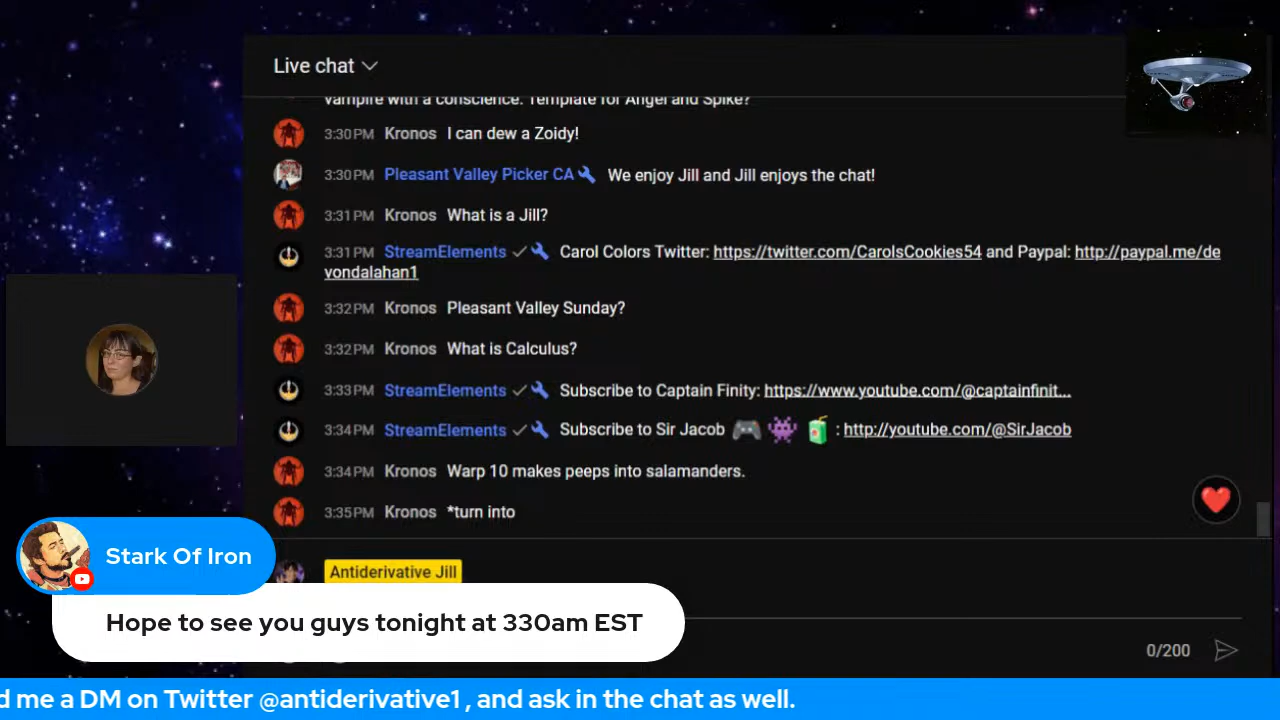 Live chat
vampire with a conscience. Template for Angel and Spike?
3:30 PM Kronos I can dew a Zoidy!
3:30 PM Pleasant Valley Picker CA We enjoy Jill and Jill enjoys the chat!
3:31 PM Kronos What is a Jill?
3:31 PM StreamElements Carol Colors Twitter: https://twitter.com/CarolsCookies54 and Paypal: http://paypal.me/de
vondalahan1
3:32 PM Kronos Pleasant Valley Sunday?
3:32 PM Kronos What is Calculus?
3:33 PM StreamElements Subscribe to Captain Finity: https://www.youtube.com/@captainfinit...
3:34 PM StreamElements Subscribe to Sir Jacob 🎮 👾 🧃 : http://youtube.com/@SirJacob
3:34 PM Kronos Warp 10 makes peeps into salamanders.
3:35 PM Kronos *turn into
Stark Of Iron
Antiderivative Jill
Hope to see you guys tonight at 330am EST
0/200
d me a DM on Twitter @antiderivative1 , and ask in the chat as well.